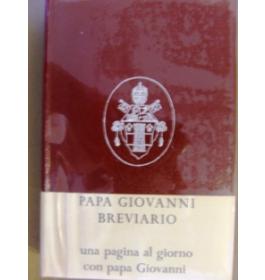 PAPA GIOVANNI
BREVIARIO
una pagina al giorno
con papa Giovanni